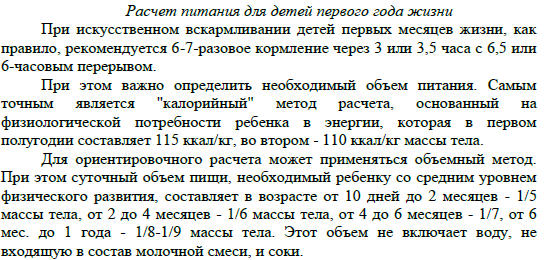 Расчет питания для детей первого года жизни
При искусственном вскармливании детей первых месяцев жизни, как
правило, рекомендуется 6-7-разовое кормление через 3 или 3,5 часа с 6,5 или
6-часовым перерывом.
При этом важно определить необходимый объем питания. Самым
точным является "калорийный" метод расчета, основанный на
физиологической потребности ребенка в энергии, которая в первом
полугодии составляет 115 ккал/кг, во втором - 110 ккал/кг массы тела.
Для ориентировочного расчета может применяться объемный метод.
При этом суточный объем пищи, необходимый ребенку со средним уровнем
физического развития, составляет в возрасте от 10 дней до 2 месяцев - 1/5
массы тела, от 2 до 4 месяцев - 1/6 массы тела, от 4 до 6 месяцев - 1/7, от 6
мес. до 1 года - 1/8-1/9 массы тела. Этот объем не включает воду, не
входящую в состав молочной смеси, и соки.